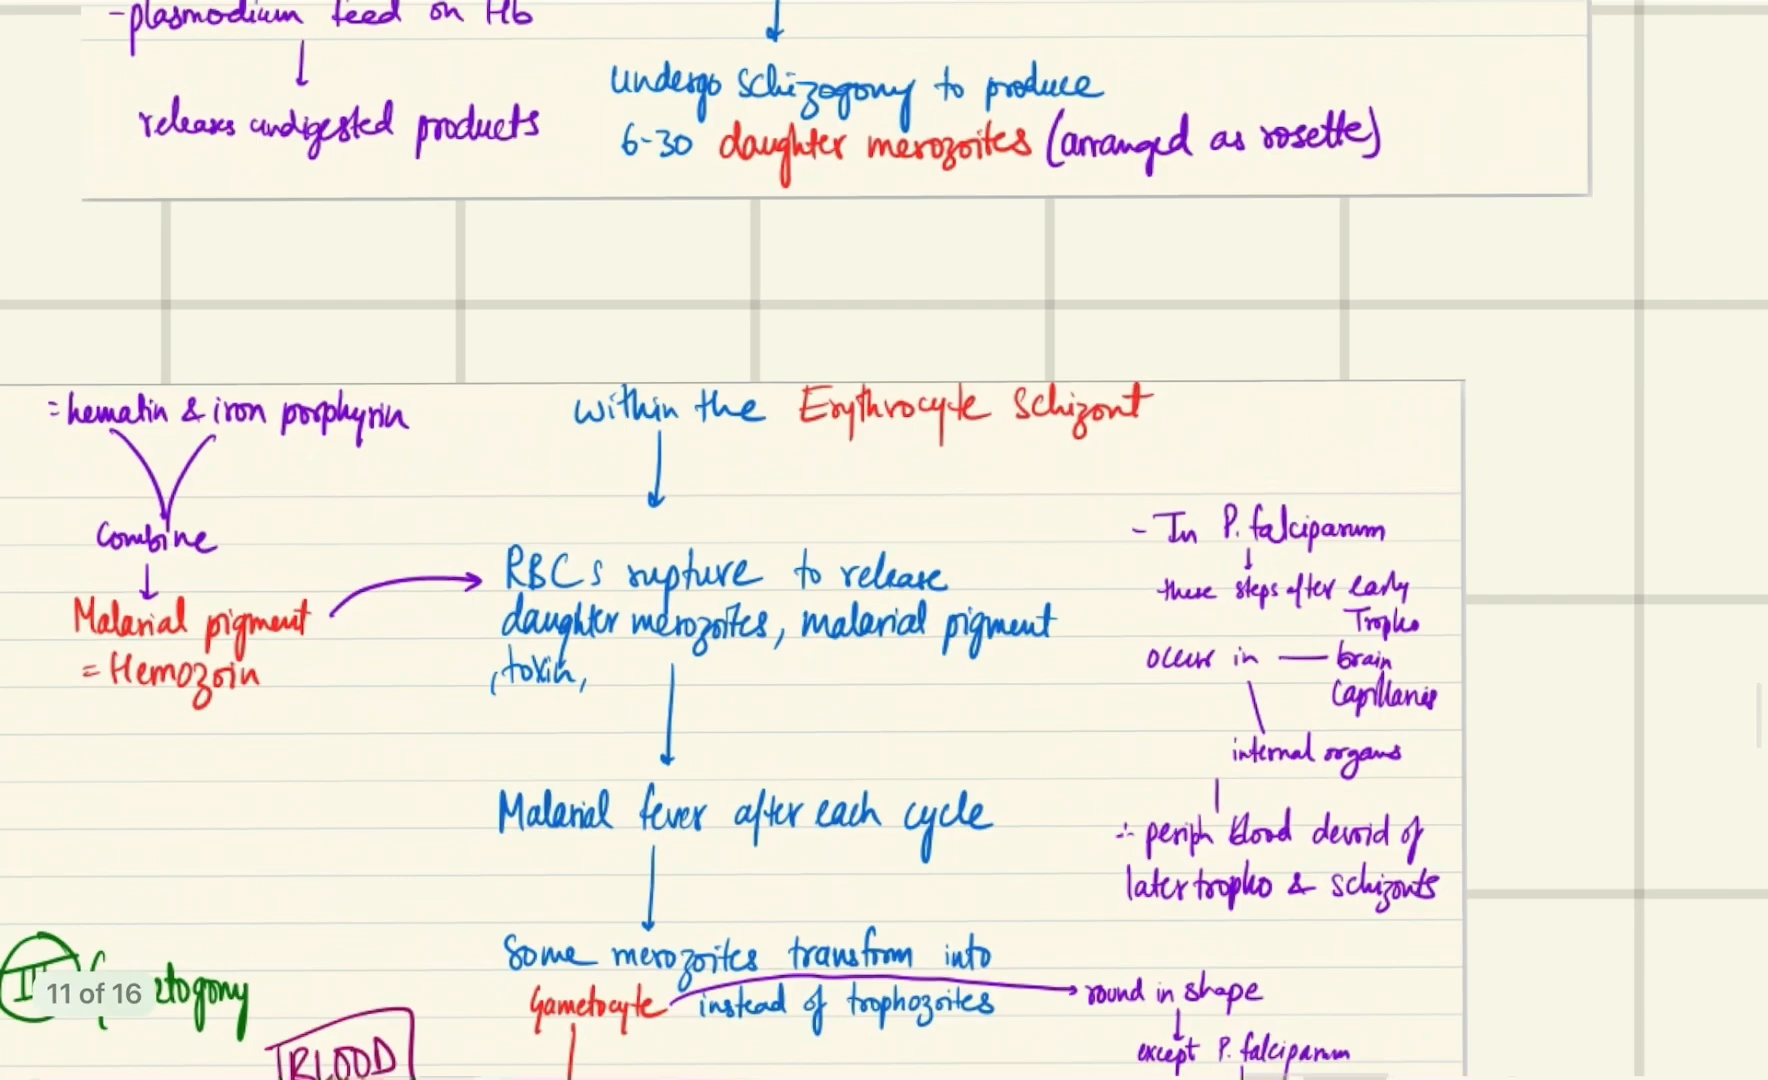 -plasmodium feed on Hb
releases undigested products
undergo schizogony to produce
6-30 daughter merozoites (arranged as rosette)
= hematin & iron porphyrin
Combine
Malarial pigment
= Hemozoin
within the Erythrocyte Schizont
RBCs rupture to release
daughter merozoites, malarial pigment
, toxin,
Malarial fever after each cycle
Some merozoites transform into
Gametocyte instead of trophozoites
- In P. falciparum
these steps after early
Tropho
occur in — brain
Capillaries
internal organs
∴ periph blood devoid of
later tropho & schizonts
round in shape
except P. falciparum
11 of 16
togony
BLOOD